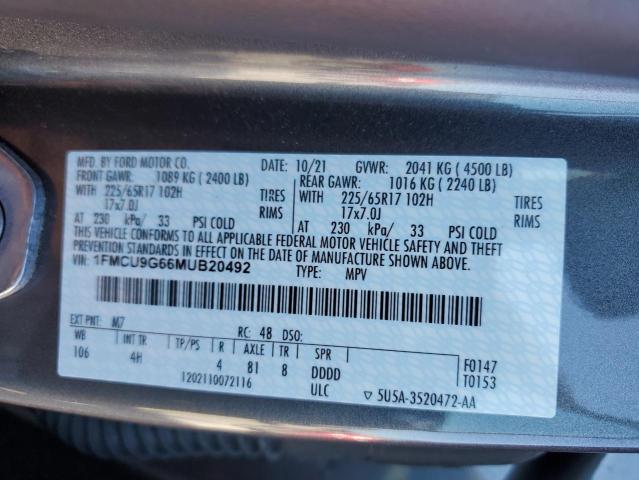 MFD. BY FORD MOTOR CO.
DATE: 10/21 GVWR: 2041 KG ( 4500 LB)
FRONT GAWR: 1089 KG ( 2400 LB)
REAR GAWR: 1016 KG ( 2240 LB)
WITH 225/65R17 102H TIRES
WITH 225/65R17 102H TIRES
17x7.0J RIMS
17x7.0J RIMS
AT 230 kPa/ 33 PSI COLD
AT 230 kPa/ 33 PSI COLD
THIS VEHICLE CONFORMS TO ALL APPLICABLE FEDERAL MOTOR VEHICLE SAFETY AND THEFT
PREVENTION STANDARDS IN EFFECT ON THE DATE OF MANUFACTURE SHOWN ABOVE.
VIN: 1FMCU9G66MUB20492
TYPE: MPV
EXT PNT: M7 RC: 48 DSO:
WB INT TR TP/PS R AXLE TR SPR F0147
106 4H 4 81 8 DDDD T0153
1202110072116 ULC ▽ 5U5A-3520472-AA